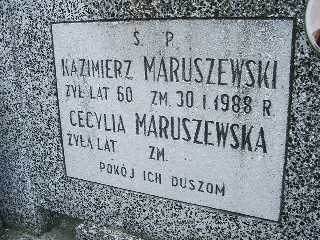 Ś. P.
KAZIMIERZ MARUSZEWSKI
ŻYŁ LAT 60 ZM. 30 I 1988 R.
CECYLIA MARUSZEWSKA
ŻYŁA LAT ZM.
POKÓJ ICH DUSZOM